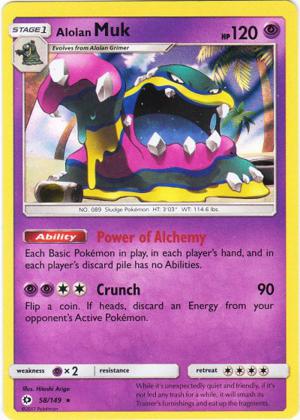 STAGE 1
Alolan Muk
HP 120
Evolves from Alolan Grimer
NO. 089 Sludge Pokémon HT: 3'03" WT: 114.6 lbs.
Ability Power of Alchemy
Each Basic Pokémon in play, in each player's hand, and in
each player's discard pile has no Abilities.
Crunch 90
Flip a coin. If heads, discard an Energy from your
opponent's Active Pokémon.
weakness ×2 resistance retreat
Illus. Hitoshi Ariga
58/149 ★
©2017 Pokémon
While it's unexpectedly quiet and friendly, if it's
not fed any trash for a while, it will smash its
Trainer's furnishings and eat up the fragments.